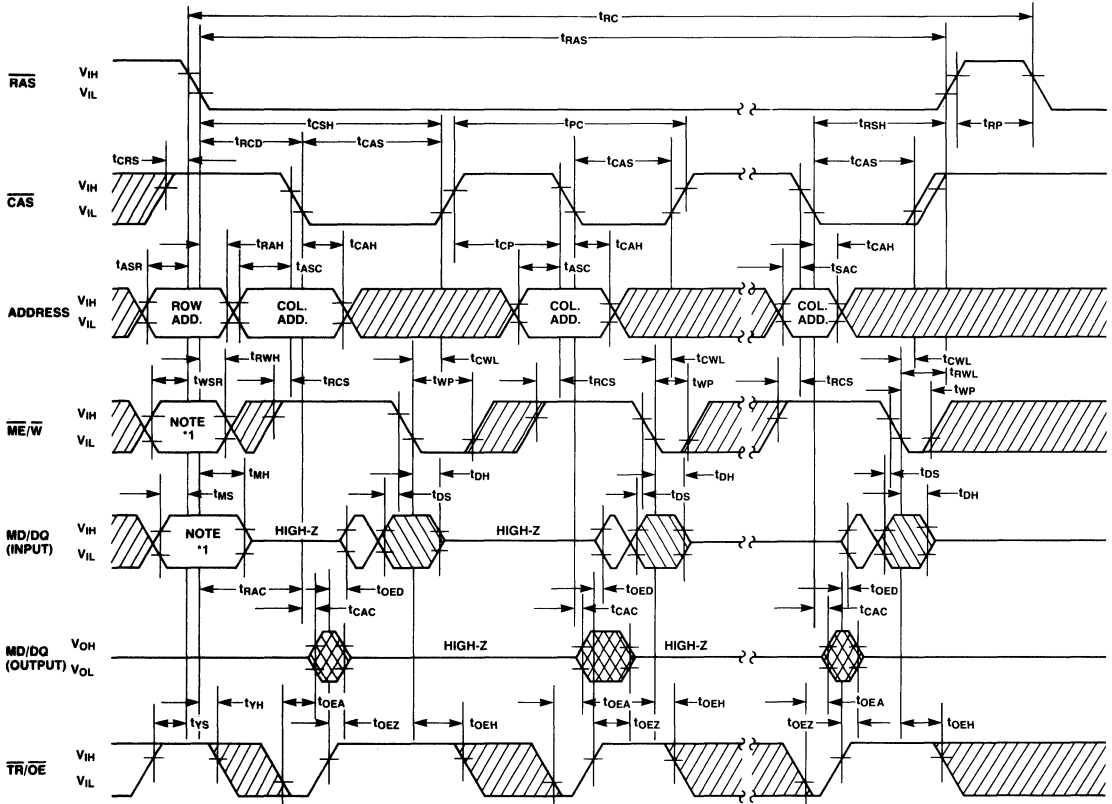 tRC
tRAS
RAS
VIH
VIL
tCSH
tPC
tRSH
tRP
tRCD
tCAS
tCRS
tCAS
tCAS
CAS
VIH
VIL
tRAH
tCAH
tCP
tCAH
tCAH
tASR
tASC
tASC
tSAC
ADDRESS
VIH
VIL
ROW ADD.
COL. ADD.
COL. ADD.
COL. ADD.
tRWH
tCWL
tCWL
tCWL
tRWL
tWSR
tRCS
tWP
tRCS
tWP
tRCS
tWP
ME/W
VIH
VIL
NOTE *1
tMH
tDH
tDH
tMS
tDS
tDS
tDH
MD/DQ (INPUT)
VIH
VIL
NOTE *1
HIGH-Z
HIGH-Z
tRAC
tOED
tOED
tOED
tCAC
tCAC
tCAC
MD/DQ (OUTPUT)
VOH
VOL
HIGH-Z
HIGH-Z
tYH
tOEA
tOEA
tOEH
tOEA
tYS
tOEZ
tOEH
tOEZ
tOEZ
tOEH
TR/OE
VIH
VIL